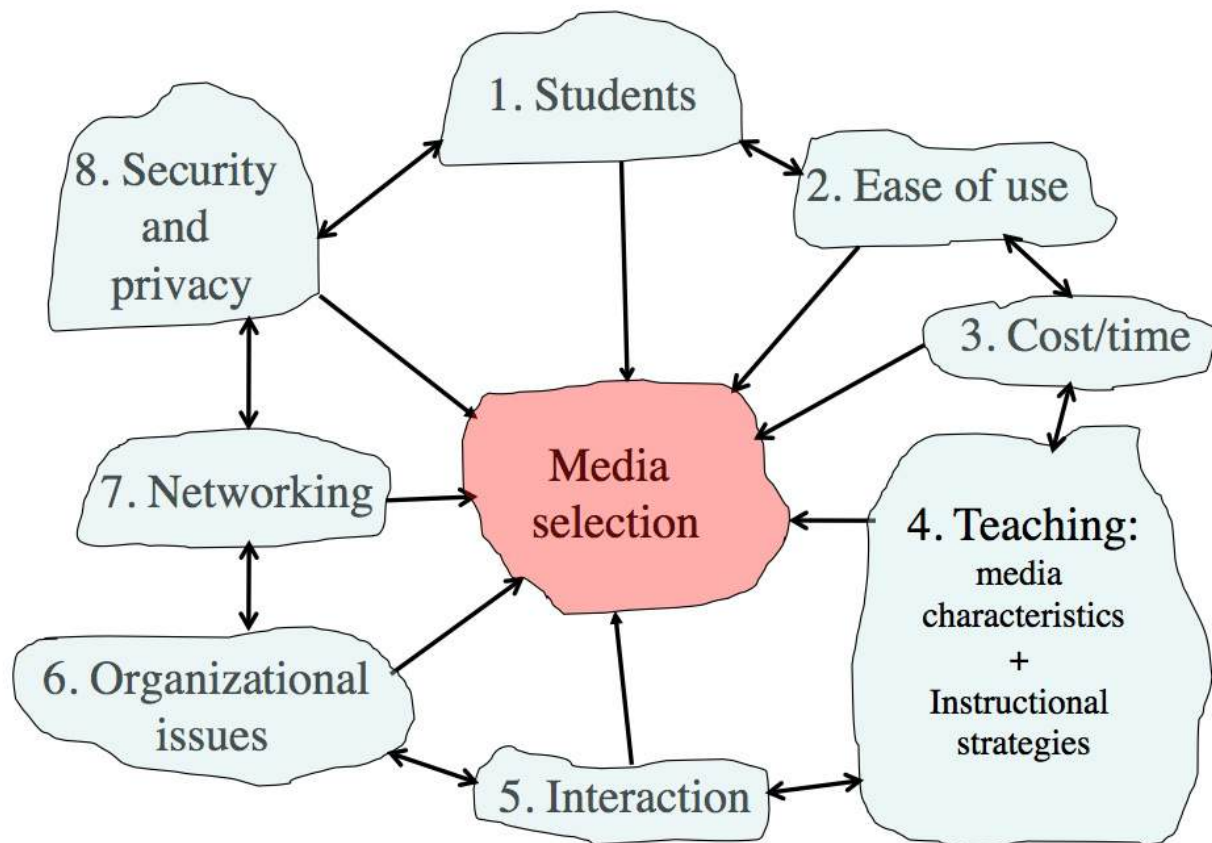 1. Students
2. Ease of use
3. Cost/time
4. Teaching:
media
characteristics
+
Instructional
strategies
5. Interaction
6. Organizational
issues
7. Networking
8. Security
and
privacy
Media
selection